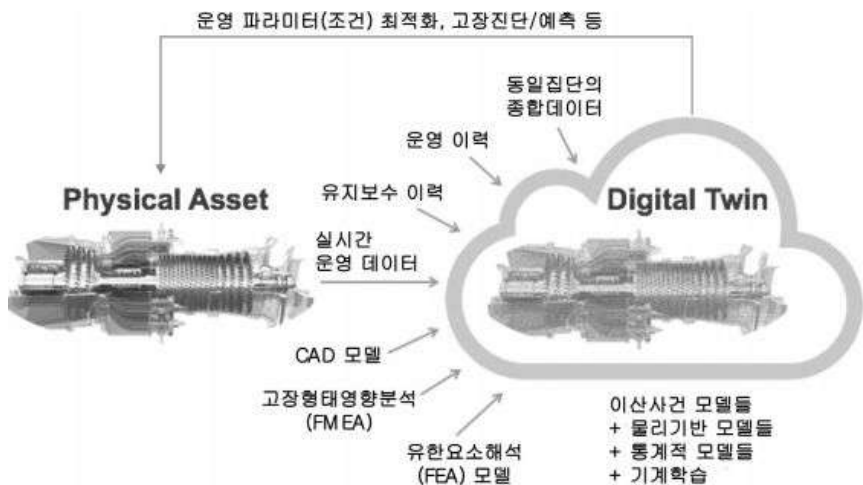 운영 파라미터(조건) 최적화, 고장진단/예측 등
동일집단의
종합데이터
운영 이력
유지보수 이력
Physical Asset
Digital Twin
실시간
운영 데이터
CAD 모델
고장형태영향분석
(FMEA)
유한요소해석
(FEA) 모델
이산사건 모델들
+ 물리기반 모델들
+ 통계적 모델들
+ 기계학습